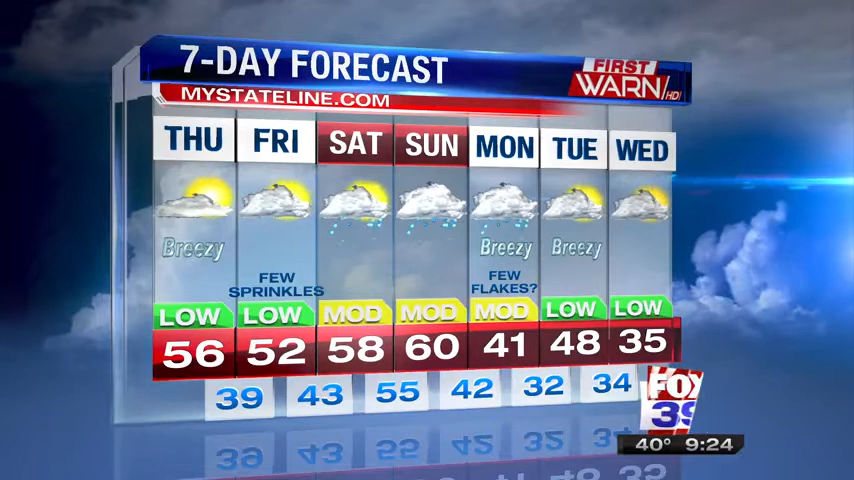 7-DAY FORECAST
FIRST
WARN HD
MYSTATELINE.COM
THU FRI SAT SUN MON TUE WED
Breezy Breezy Breezy
FEW SPRINKLES FEW FLAKES?
LOW LOW MOD MOD MOD LOW LOW
56 52 58 60 41 48 35
39 43 55 42 32 34
FOX
39
40° 9:24